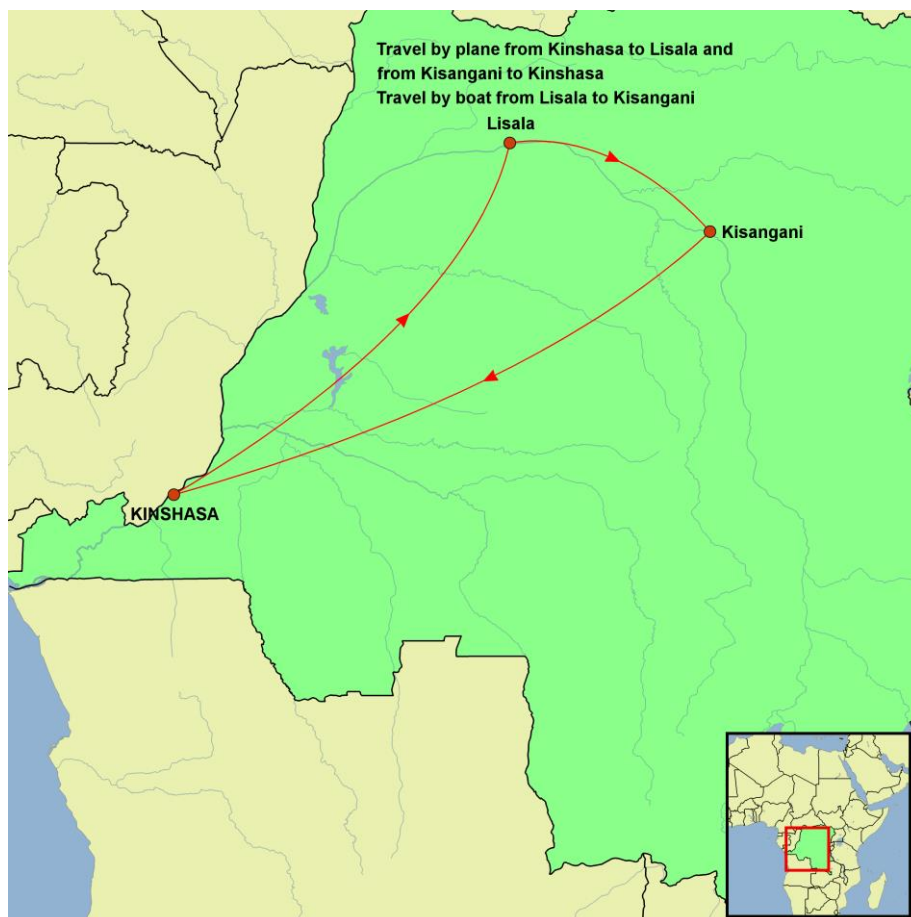 Travel by plane from Kinshasa to Lisala and
from Kisangani to Kinshasa
Travel by boat from Lisala to Kisangani
Lisala
Kisangani
KINSHASA